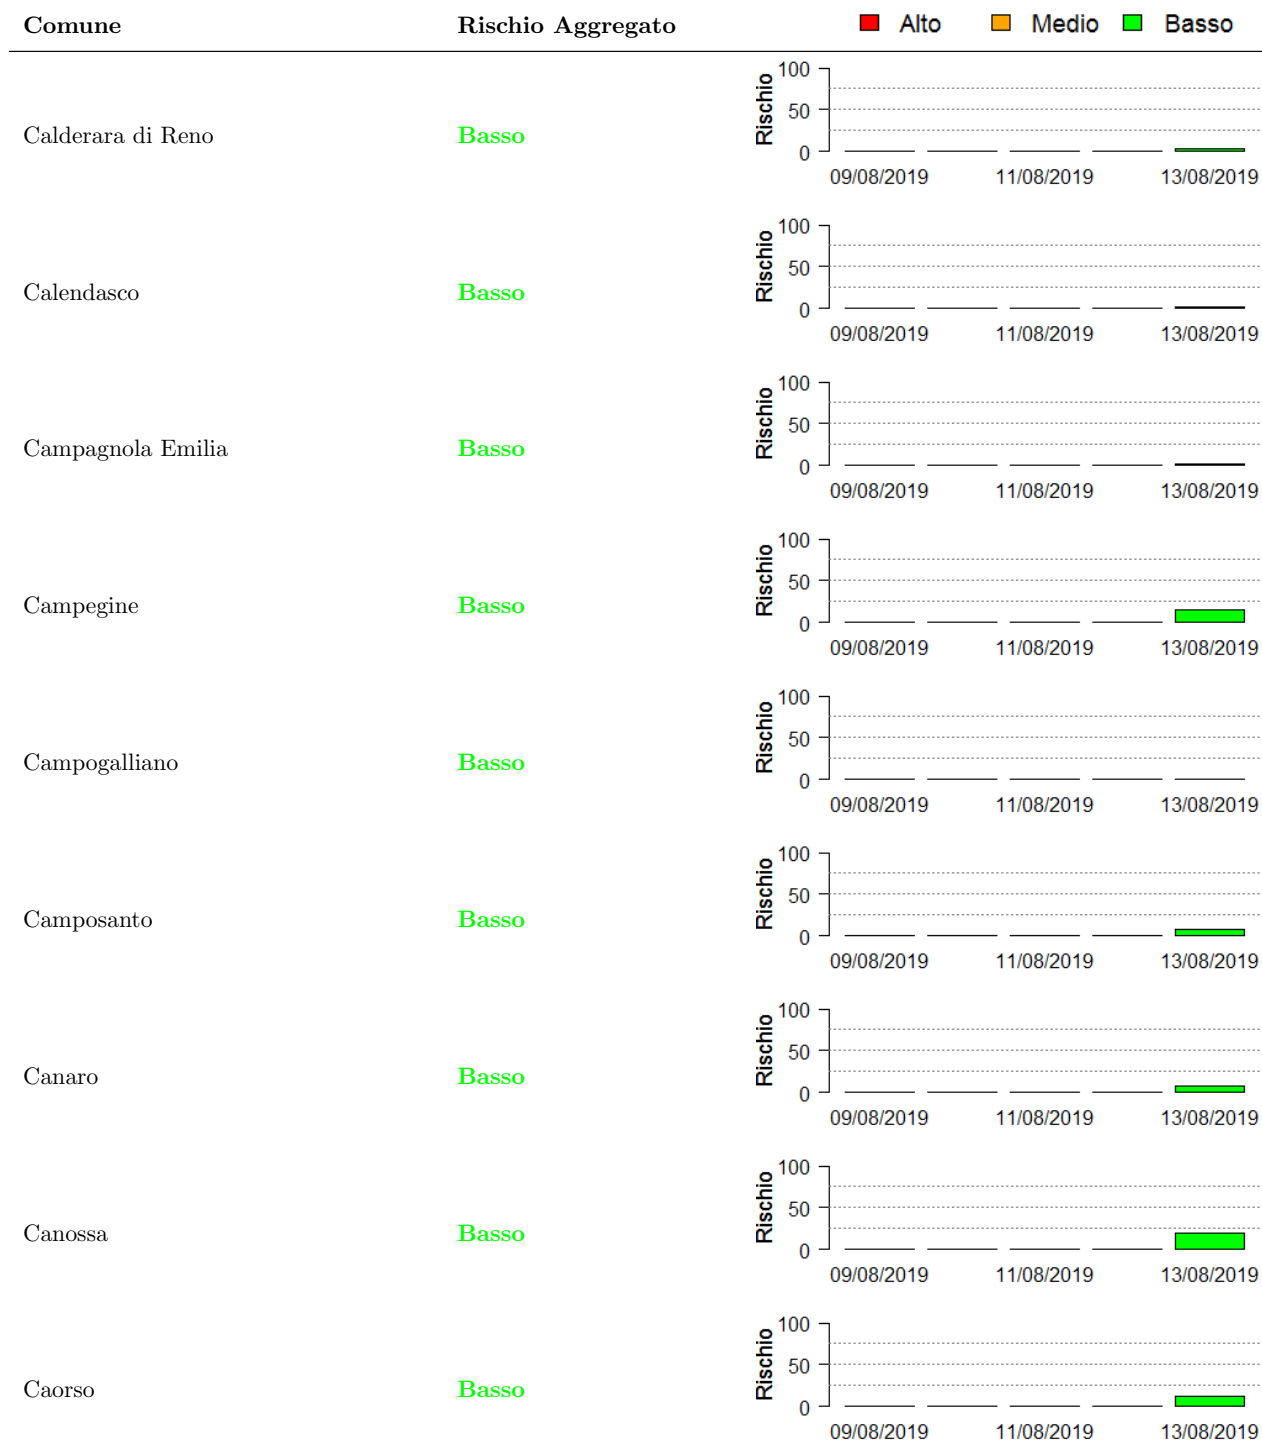 Comune Rischio Aggregato Alto Medio Basso
100
Rischio
50
Calderara di Reno Basso
0
09/08/2019 11/08/2019 13/08/2019
100
Rischio
50
Calendasco Basso
0
09/08/2019 11/08/2019 13/08/2019
100
Rischio
50
Campagnola Emilia Basso
0
09/08/2019 11/08/2019 13/08/2019
100
Rischio
50
Campegine Basso
0
09/08/2019 11/08/2019 13/08/2019
100
Rischio
50
Campogalliano Basso
0
09/08/2019 11/08/2019 13/08/2019
100
Rischio
50
Camposanto Basso
0
09/08/2019 11/08/2019 13/08/2019
100
Rischio
50
Canaro Basso
0
09/08/2019 11/08/2019 13/08/2019
100
Rischio
50
Canossa Basso
0
09/08/2019 11/08/2019 13/08/2019
100
Rischio
50
Caorso Basso
0
09/08/2019 11/08/2019 13/08/2019